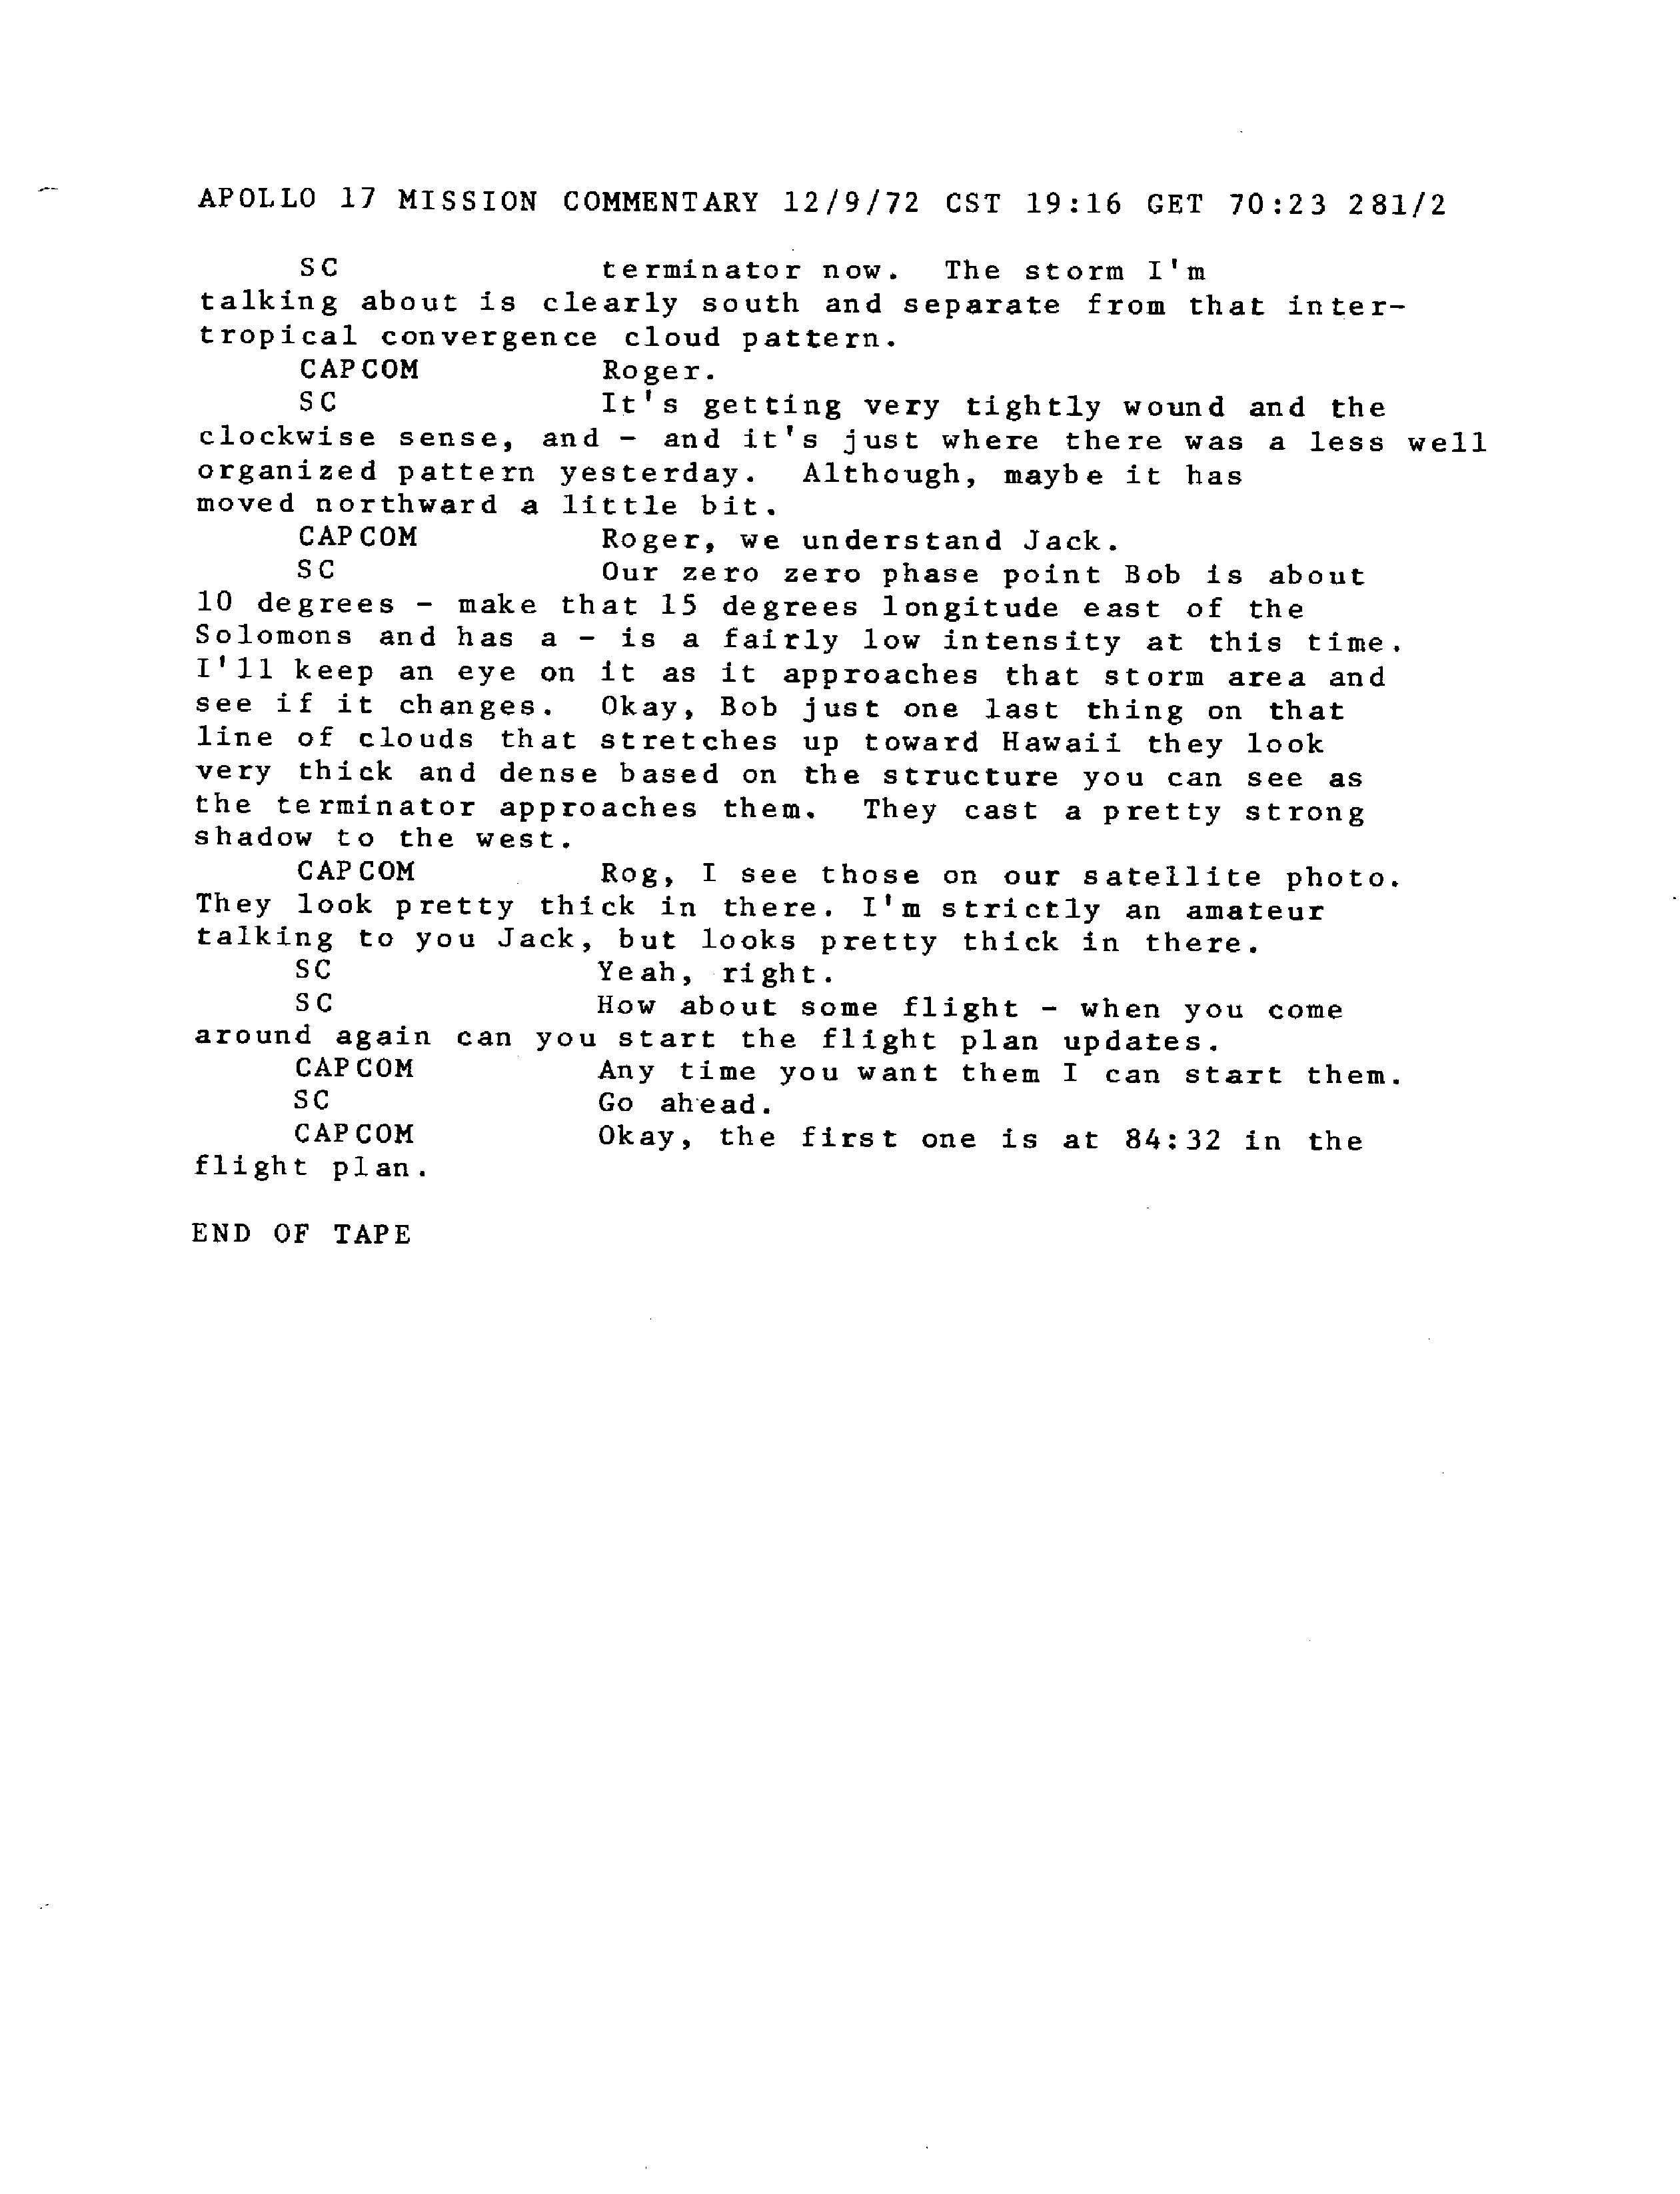 APOLLO 17 MISSION COMMENTARY 12/9/72 CST 19:16 GET 70:23 281/2
SC terminator now. The storm I'm
talking about is clearly south and separate from that inter-
tropical convergence cloud pattern.
CAPCOM Roger.
SC It's getting very tightly wound and the
clockwise sense, and - and it's just where there was a less well
organized pattern yesterday. Although, maybe it has
moved northward a little bit.
CAPCOM Roger, we understand Jack.
SC Our zero zero phase point Bob is about
10 degrees - make that 15 degrees longitude east of the
Solomons and has a - is a fairly low intensity at this time.
I'll keep an eye on it as it approaches that storm area and
see if it changes. Okay, Bob just one last thing on that
line of clouds that stretches up toward Hawaii they look
very thick and dense based on the structure you can see as
the terminator approaches them. They cast a pretty strong
shadow to the west.
CAPCOM Rog, I see those on our satellite photo.
They look pretty thick in there. I'm strictly an amateur
talking to you Jack, but looks pretty thick in there.
SC Yeah, right.
SC How about some flight - when you come
around again can you start the flight plan updates.
CAPCOM Any time you want them I can start them.
SC Go ahead.
CAPCOM Okay, the first one is at 84:32 in the
flight plan.
END OF TAPE